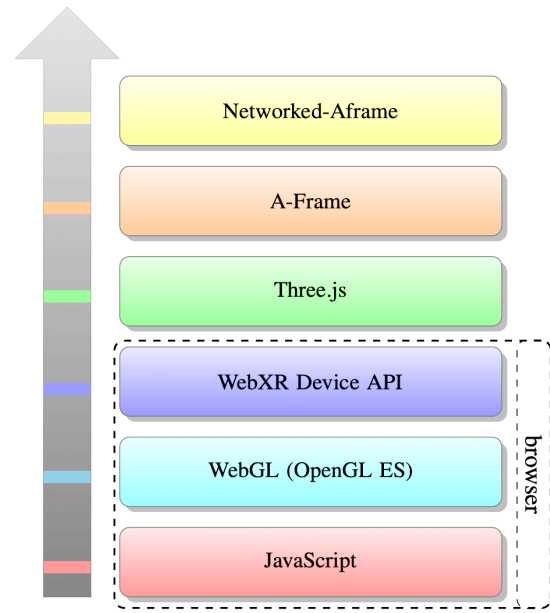 Networked-Aframe
A-Frame
Three.js
WebXR Device API
WebGL (OpenGL ES)
JavaScript
browser